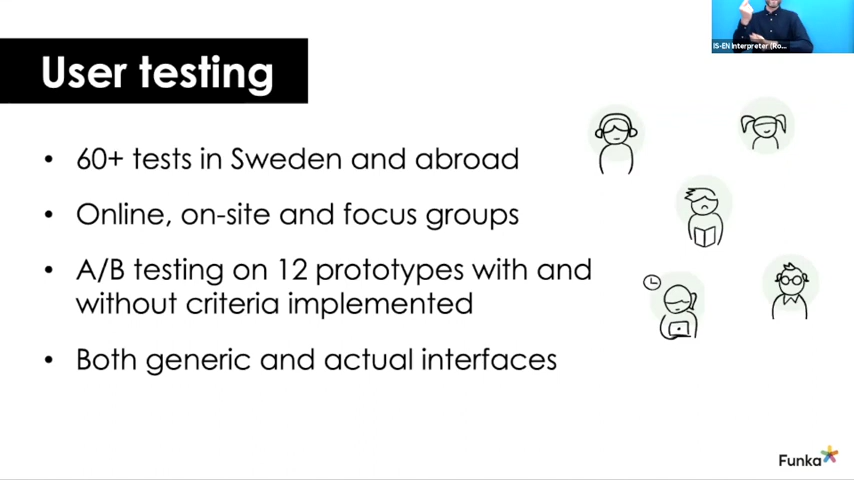 IS-EN Interpreter (Ro...
User testing
• 60+ tests in Sweden and abroad
• Online, on-site and focus groups
• A/B testing on 12 prototypes with and
without criteria implemented
• Both generic and actual interfaces
Funka